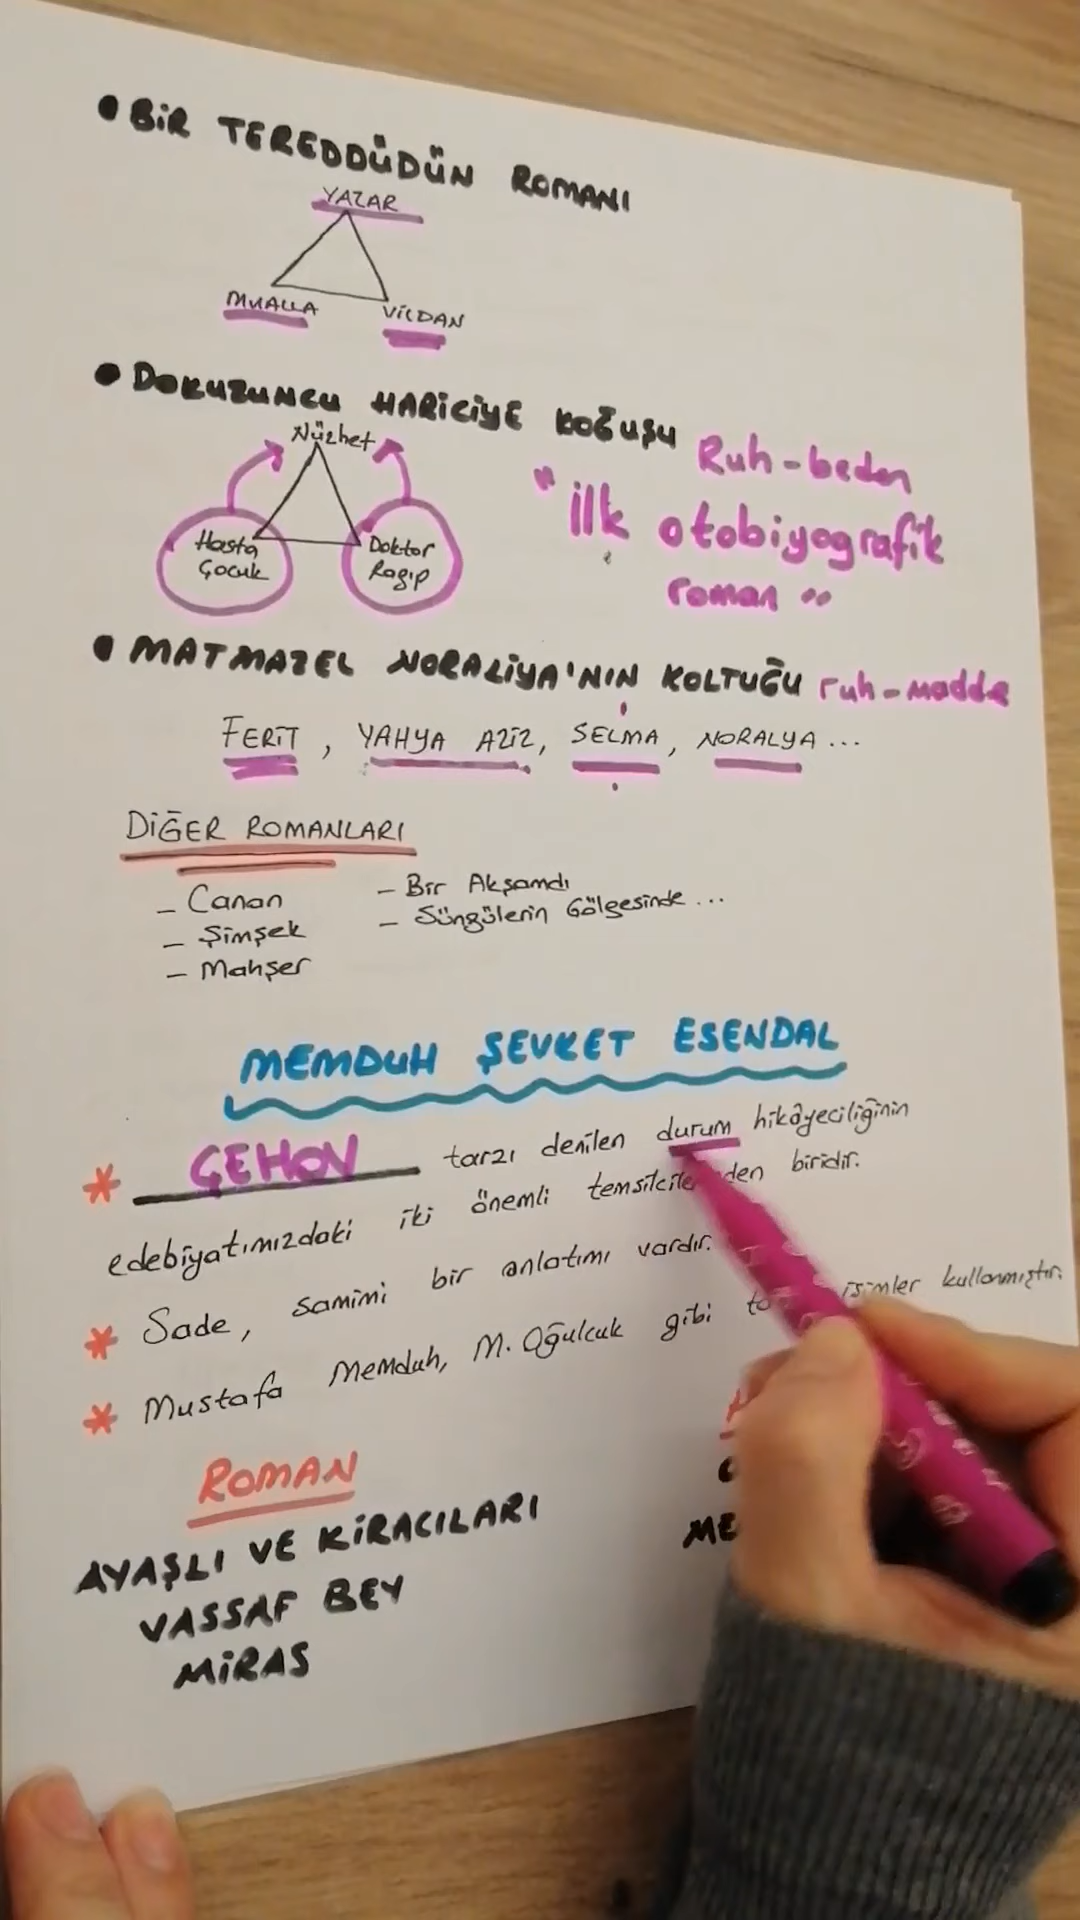 • BİR TEREDDÜDÜN ROMANI
YAZAR
MUALLA VİLDAN
• DOKUZUNCU HARİCİYE KOĞUŞU
Ruh-beden
Nüzhet
"ilk otobiyografik
roman"
Hasta Çocuk
Doktor Ragıp
• MATMAZEL NORALİYA'NIN KOLTUĞU ruh-madde
FERİT, YAHYA AZİZ, SELMA, NORALYA...
DİĞER ROMANLARI
- Canan
- Şimşek
- Mahşer
- Bir Akşamdı
- Süngülerin Gölgesinde...
MEMDUH ŞEVKET ESENDAL
* ÇEHOV tarzı denilen durum hikâyeciliğinin
edebiyatımızdaki iki önemli biridir.
* Sade, samimi bir anlatımı vardır.
* Mustafa Memduh, M. Oğulcuk gibi isimler kullanmıştır.
ROMAN
AYAŞLI VE KİRACILARI
VASSAF BEY
MİRAS